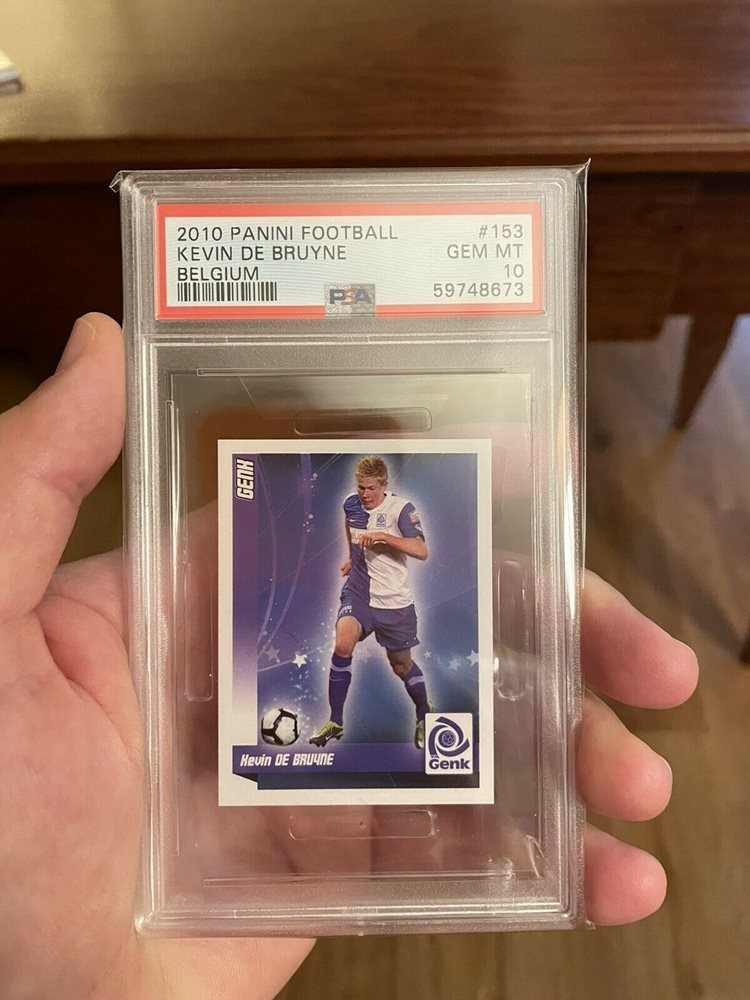 2010 PANINI FOOTBALL #153
KEVIN DE BRUYNE GEM MT
BELGIUM 10
PSA 59748673
GENK
Kevin DE BRUYNE
Genk